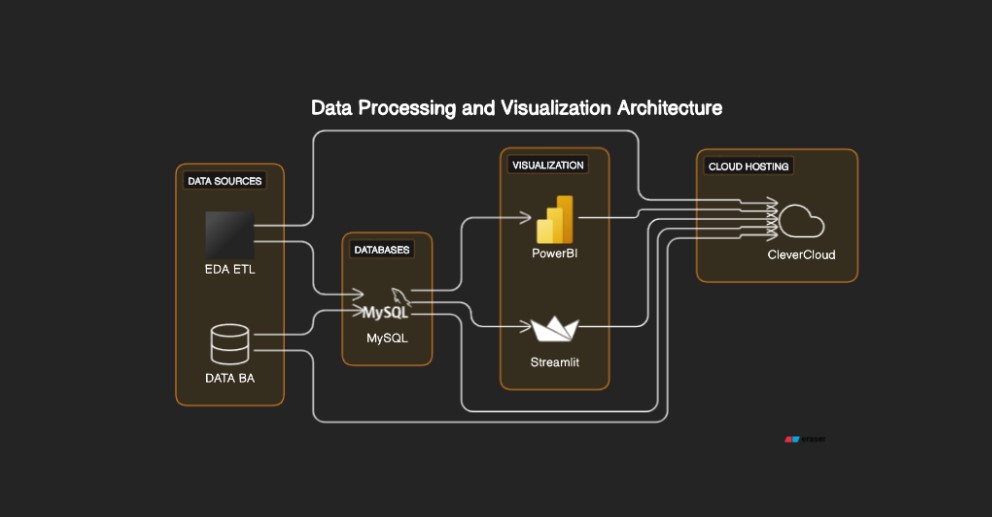 Data Processing and Visualization Architecture
DATA SOURCES
EDA ETL
DATA BA
DATABASES
MySQL
MySQL
VISUALIZATION
PowerBI
Streamlit
CLOUD HOSTING
CleverCloud